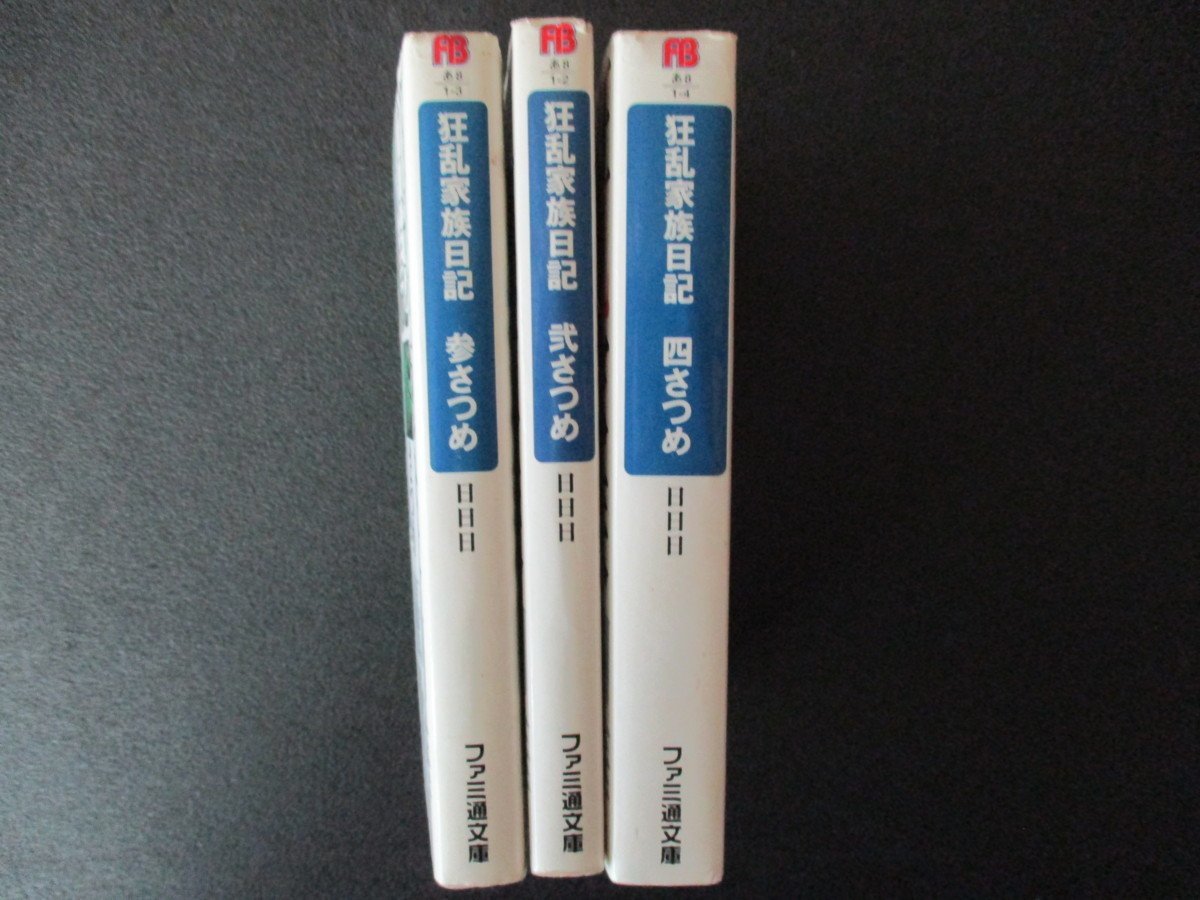 FB
あ8
1-3
狂乱家族日記 参さつめ
日日日
ファミ通文庫
FB
あ8
1-2
狂乱家族日記 弐さつめ
日日日
ファミ通文庫
FB
あ8
1-4
狂乱家族日記 四さつめ
日日日
ファミ通文庫